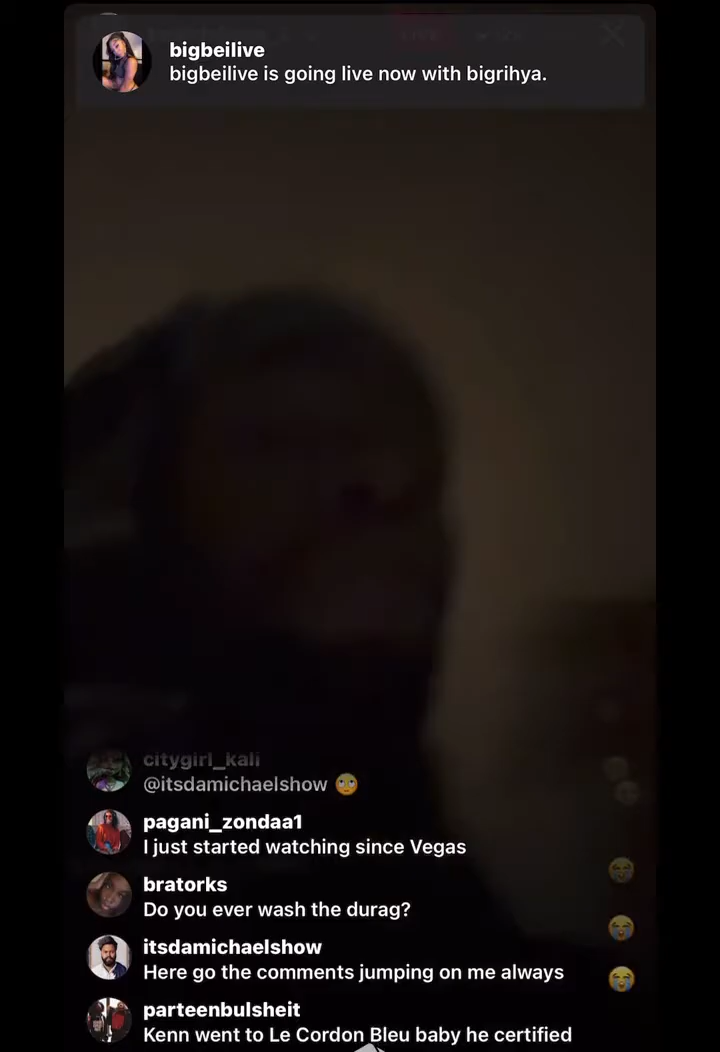 bigbeilive
bigbeilive is going live now with bigrihya.
citygirl_kali
@itsdamichaelshow 🙄
pagani_zondaa1
I just started watching since Vegas
bratorks
Do you ever wash the durag?
itsdamichaelshow
Here go the comments jumping on me always
parteenbulsheit
Kenn went to Le Cordon Bleu baby he certified